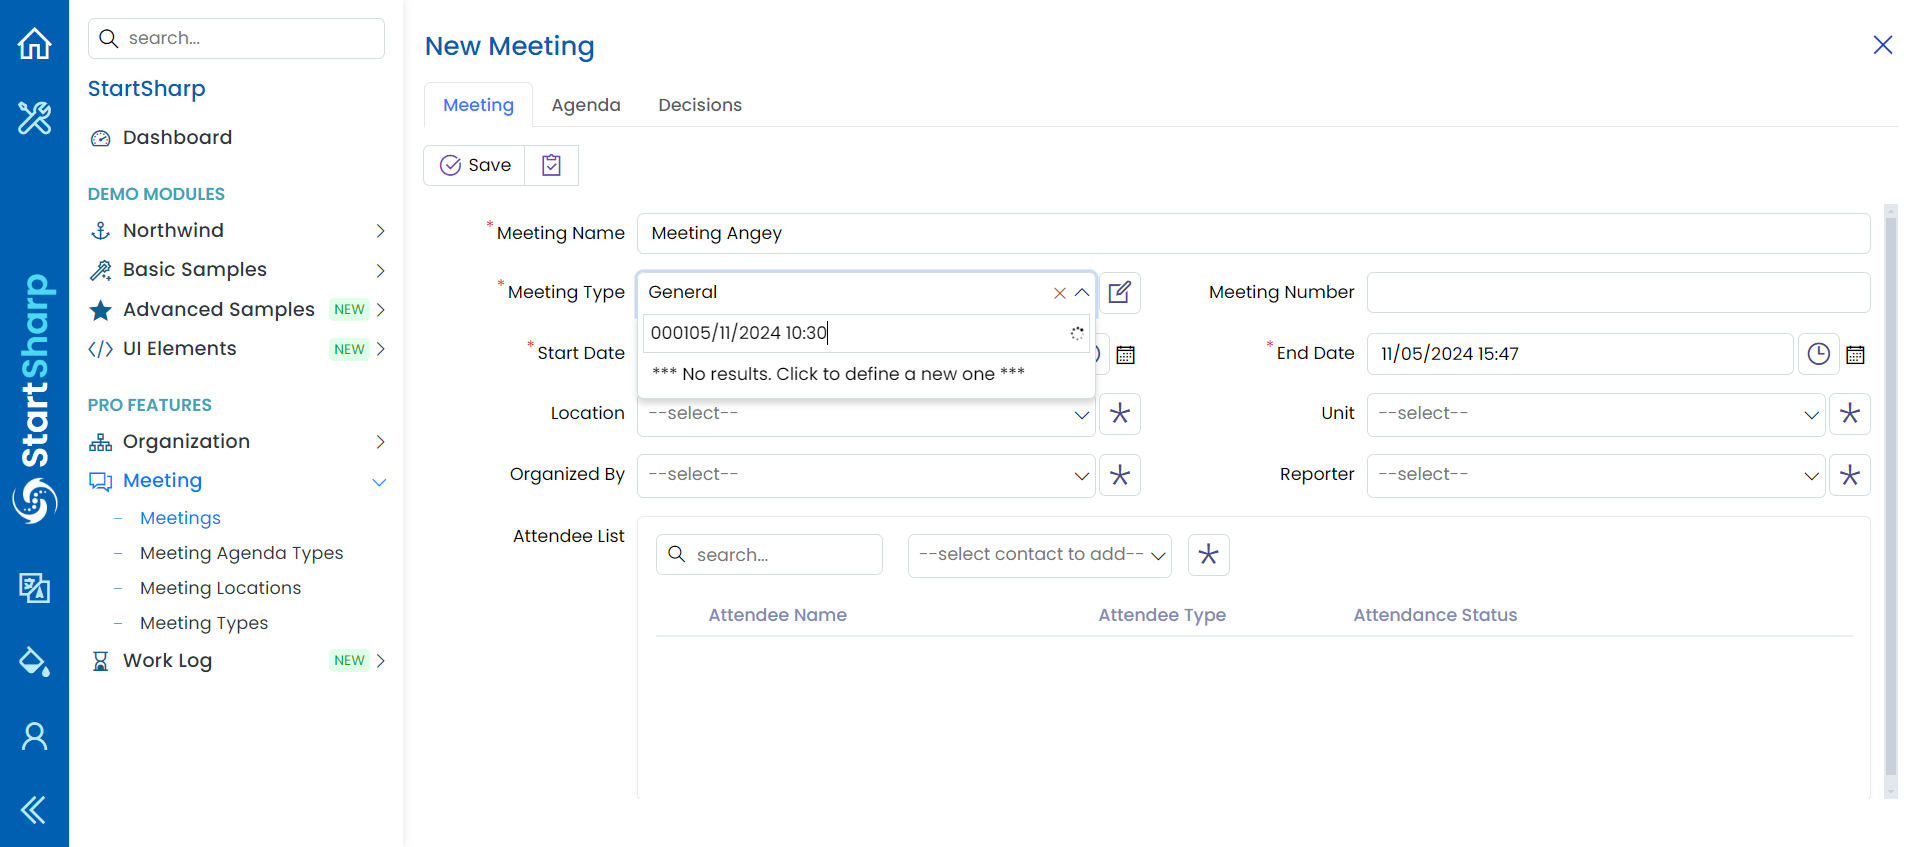 search...
StartSharp
Dashboard
DEMO MODULES
Northwind
Basic Samples
Advanced Samples NEW
UI Elements NEW
PRO FEATURES
Organization
Meeting
Meetings
Meeting Agenda Types
Meeting Locations
Meeting Types
Work Log NEW
StartSharp
New Meeting
Meeting Agenda Decisions
Save
* Meeting Name Meeting Angey
* Meeting Type General
Meeting Number
000105/11/2024 10:30
* Start Date
* End Date 11/05/2024 15:47
*** No results. Click to define a new one ***
Location --select--
Unit --select--
Organized By --select--
Reporter --select--
Attendee List
search...
--select contact to add--
Attendee Name Attendee Type Attendance Status